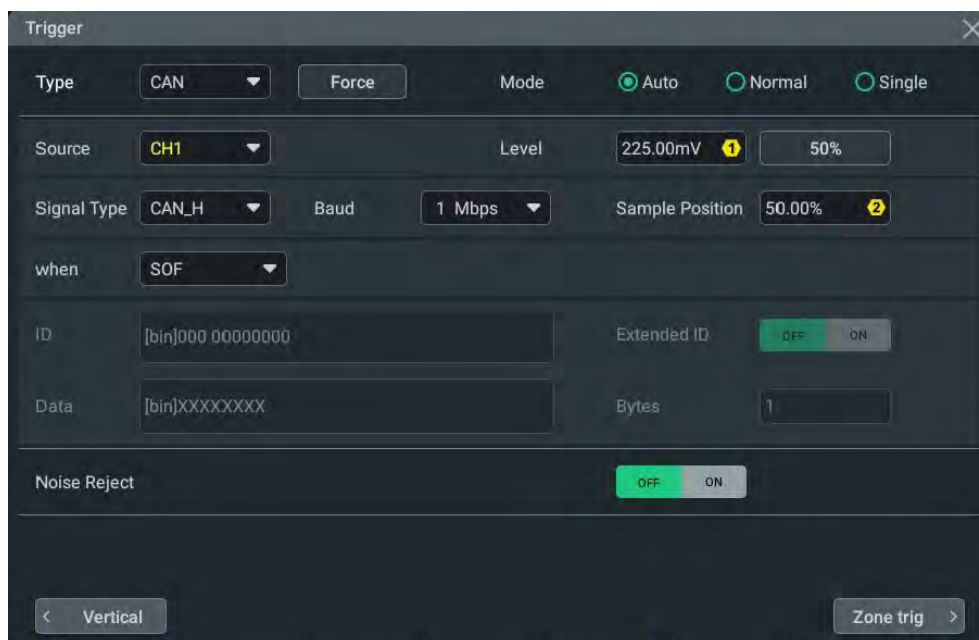 Trigger
Type CAN Force Mode Auto Normal Single
Source CH1 Level 225.00mV 1 50%
Signal Type CAN_H Baud 1 Mbps Sample Position 50.00% 2
when SOF
ID [bin]000 00000000 Extended ID OFF ON
Data [bin]XXXXXXXX Bytes 1
Noise Reject OFF ON
< Vertical Zone trig >